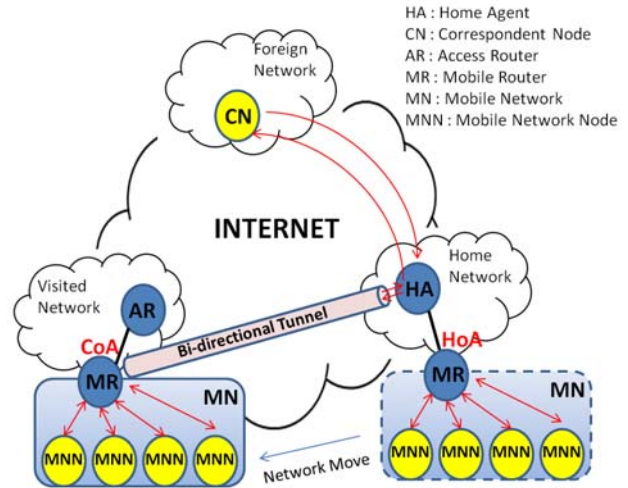 HA : Home Agent
CN : Correspondent Node
AR : Access Router
MR : Mobile Router
MN : Mobile Network
MNN : Mobile Network Node
Foreign
Network
CN
INTERNET
Visited
Network
AR
Home
Network
HA
CoA
Bi-directional Tunnel
HoA
MR
MN
MR
MN
MNN MNN MNN MNN
Network Move
MNN MNN MNN MNN